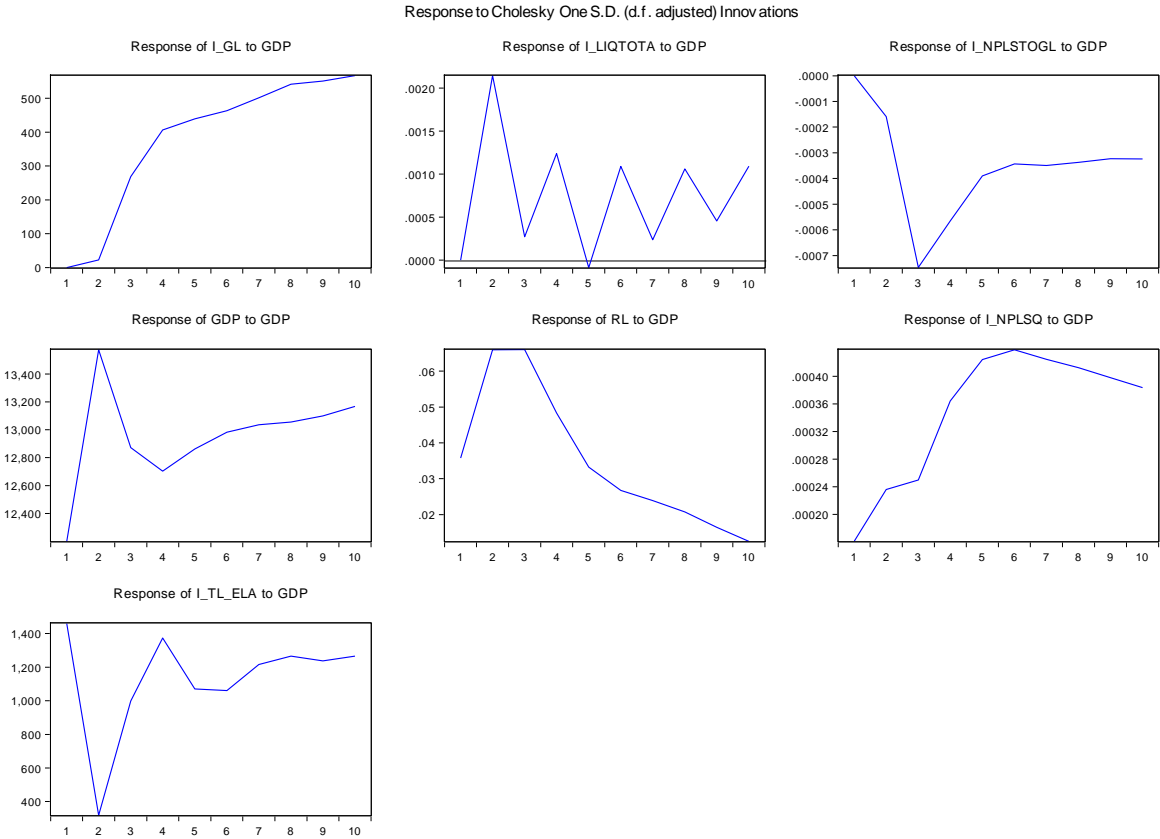 Response to Cholesky One S.D. (d.f. adjusted) Innovations
Response of I_GL to GDP
500
400
300
200
100
0
1 2 3 4 5 6 7 8 9 10
Response of I_LIQTOTA to GDP
.0020
.0015
.0010
.0005
.0000
1 2 3 4 5 6 7 8 9 10
Response of I_NPLSTOGL to GDP
.0000
-.0001
-.0002
-.0003
-.0004
-.0005
-.0006
-.0007
1 2 3 4 5 6 7 8 9 10
Response of GDP to GDP
13,400
13,200
13,000
12,800
12,600
12,400
1 2 3 4 5 6 7 8 9 10
Response of RL to GDP
.06
.05
.04
.03
.02
1 2 3 4 5 6 7 8 9 10
Response of I_NPLSQ to GDP
.00040
.00036
.00032
.00028
.00024
.00020
1 2 3 4 5 6 7 8 9 10
Response of I_TL_ELA to GDP
1,400
1,200
1,000
800
600
400
1 2 3 4 5 6 7 8 9 10